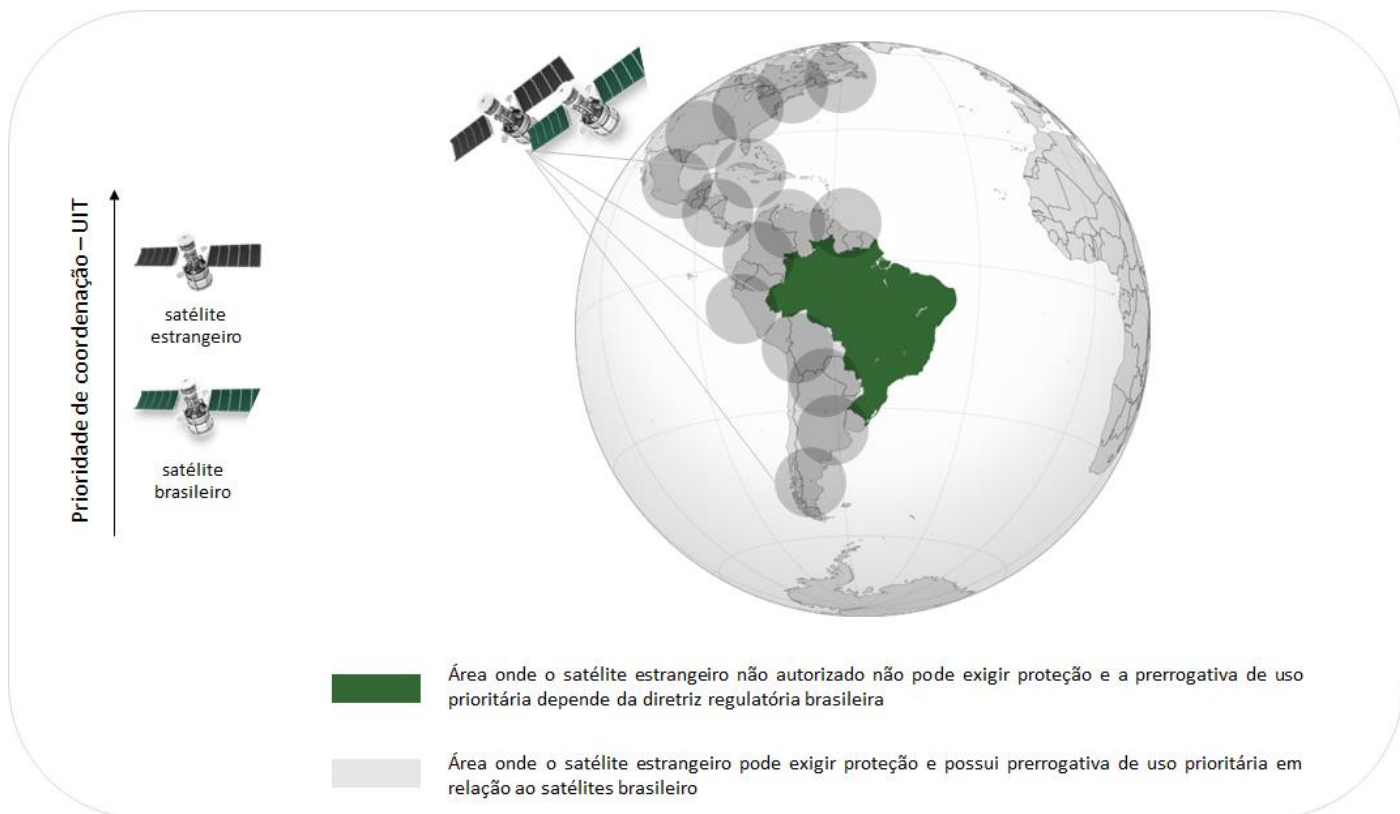 Prioridade de coordenação – UIT
satélite
estrangeiro
satélite
brasileiro
Área onde o satélite estrangeiro não autorizado não pode exigir proteção e a prerrogativa de uso
prioritária depende da diretriz regulatória brasileira
Área onde o satélite estrangeiro pode exigir proteção e possui prerrogativa de uso prioritária em
relação ao satélites brasileiro